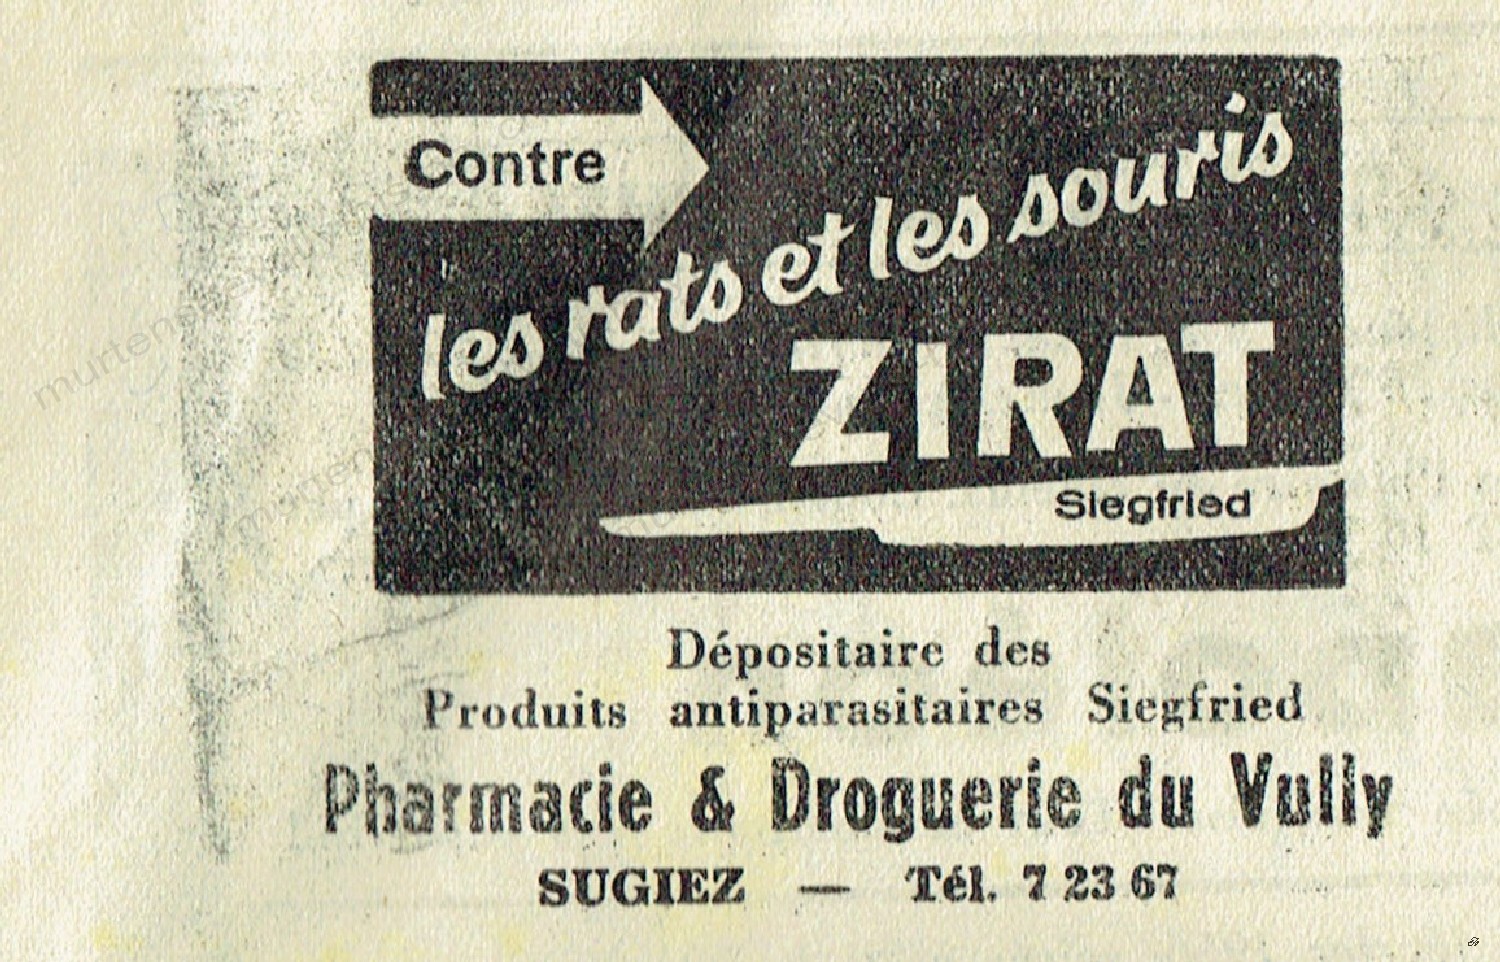 Contre
les rats et les souris
ZIRAT
Siegfried
Dépositaire des
Produits antiparasitaires Siegfried
Pharmacie & Droguerie du Vully
SUGIEZ — Tél. 7 23 67